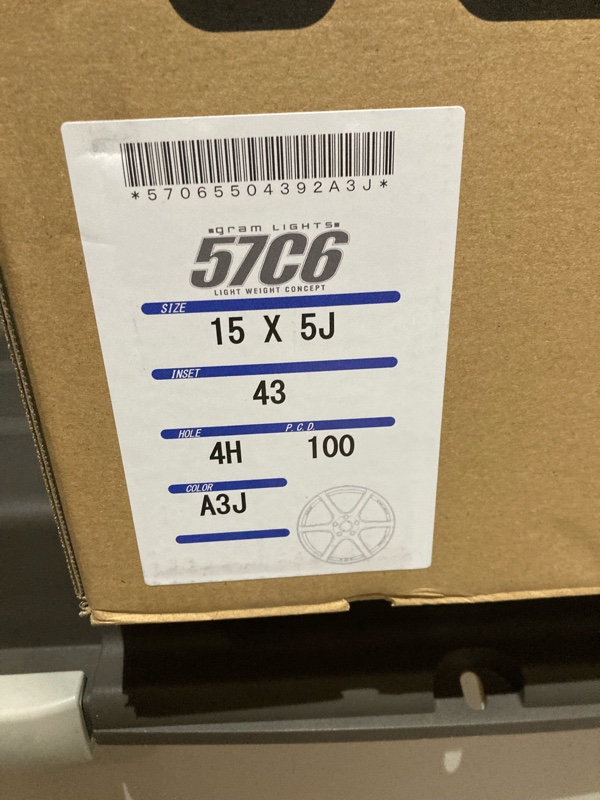 *57065504392A3J*
gram LIGHTS
57C6
LIGHT WEIGHT CONCEPT
SIZE
15 X 5J
INSET
43
HOLE P.C.D.
4H 100
COLOR
A3J